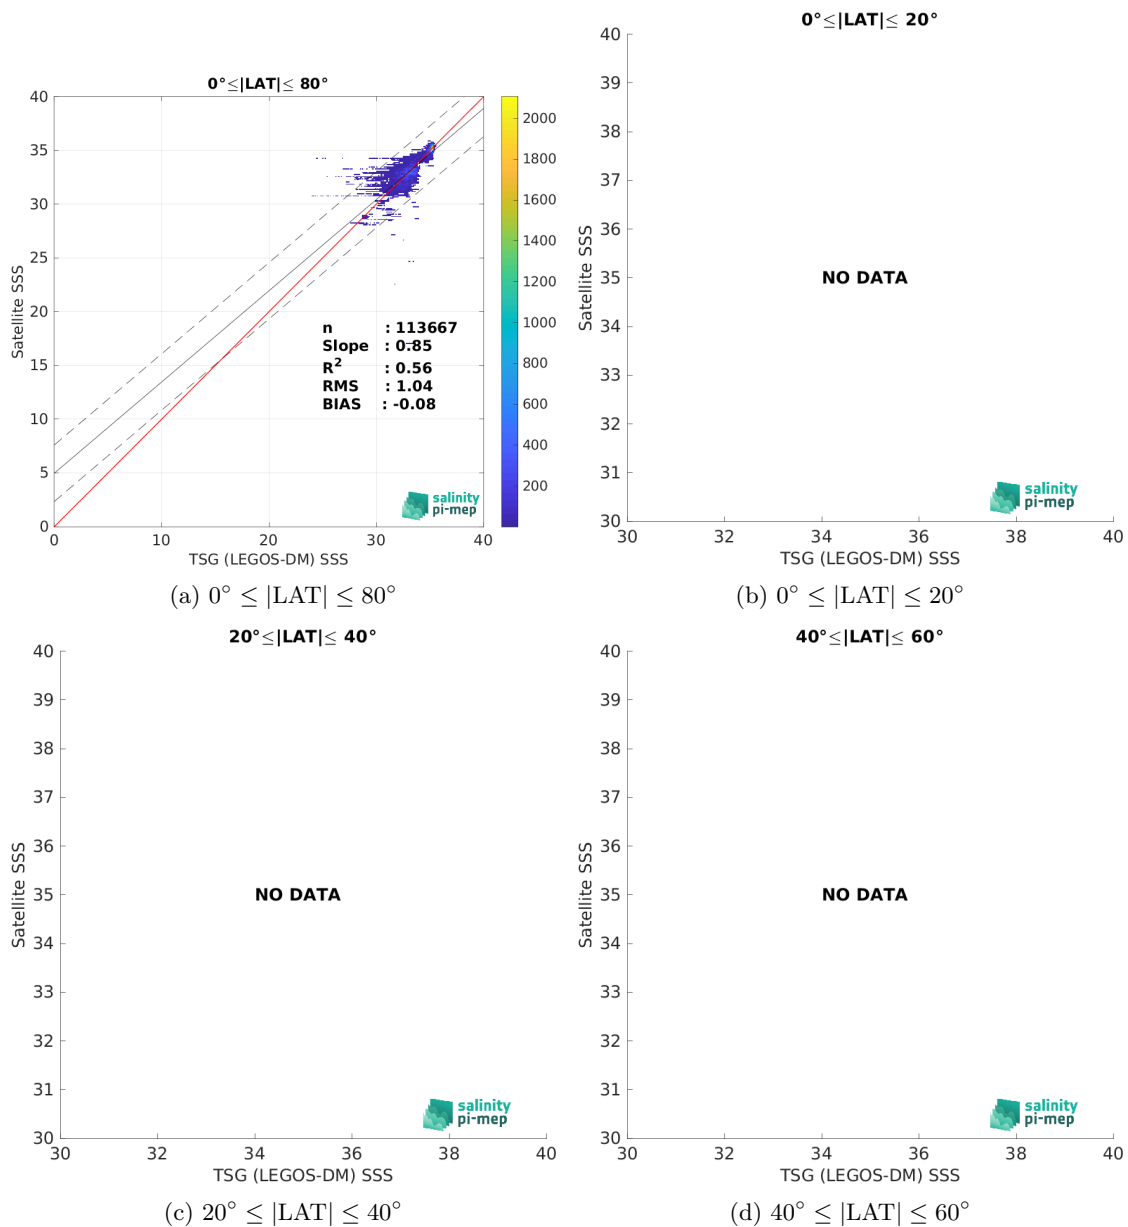 0°≤|LAT|≤ 80°
40
35
30
25
20
15
10
5
0
0
10
20
30
40
Satellite SSS
TSG (LEGOS-DM) SSS
n : 113667
Slope : 0.85
R² : 0.56
RMS : 1.04
BIAS : -0.08
2000
1800
1600
1400
1200
1000
800
600
400
200
salinity
pi-mep
(a) 0° ≤ |LAT| ≤ 80°
0°≤|LAT|≤ 20°
40
39
38
37
36
35
34
33
32
31
30
30
32
34
36
38
40
Satellite SSS
NO DATA
salinity
pi-mep
TSG (LEGOS-DM) SSS
(b) 0° ≤ |LAT| ≤ 20°
20°≤|LAT|≤ 40°
40
39
38
37
36
35
34
33
32
31
30
30
32
34
36
38
40
Satellite SSS
NO DATA
salinity
pi-mep
TSG (LEGOS-DM) SSS
(c) 20° ≤ |LAT| ≤ 40°
40°≤|LAT|≤ 60°
40
39
38
37
36
35
34
33
32
31
30
30
32
34
36
38
40
Satellite SSS
NO DATA
salinity
pi-mep
TSG (LEGOS-DM) SSS
(d) 40° ≤ |LAT| ≤ 60°